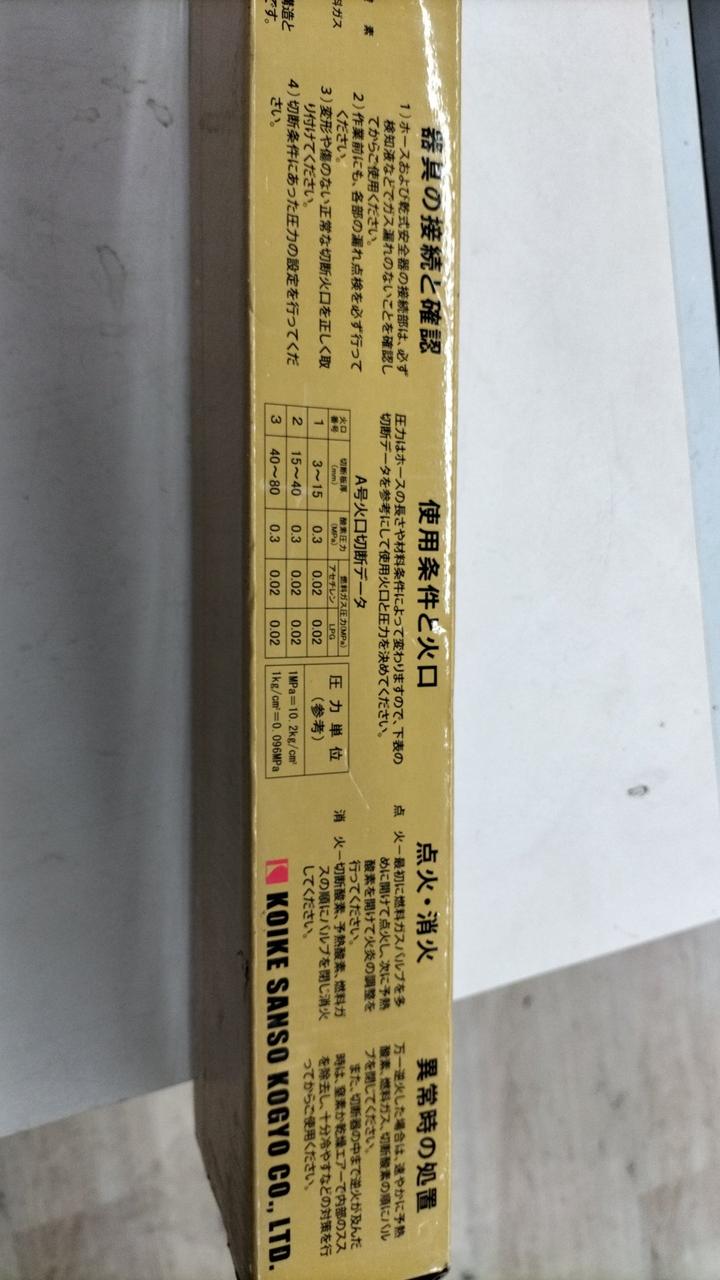 素
料ガス
構造と
です。
器具の接続と確認
1）ホースおよび乾式安全器の接続部は、必ず
検知液などでガス漏れのないことを確認し
てからご使用ください。
2）作業前にも、各部の漏れ点検を必ず行って
ください。
3）変形や傷のない正常な切断火口を正しく取
り付けてください。
4）切断条件にあった圧力の設定を行ってくだ
さい。
使用条件と火口
圧力はホースの長さや材料条件によって変わりますので、下表の
切断データを参考にして使用火口と圧力を決めてください。
A号火口切断データ
火口番号 切断板厚(mm) 酸素圧力(MPa) 燃料ガス圧力(MPa)
アセチレン LPG
1 3〜15 0.3 0.02 0.02
2 15〜40 0.3 0.02 0.02
3 40〜80 0.3 0.02 0.02
圧力単位
（参考）
1MPa=10.2kg/c㎡
1kg/c㎡=0.096MPa
点火・消火
点 火－最初に燃料ガスバルブを多
めに開けて点火し、次に予熱
酸素を開けて火炎の調整を
行ってください。
消 火－切断酸素、予熱酸素、燃料ガ
スの順にバルブを閉じ消火
してください。
異常時の処置
万一逆火した場合は、速やかに予熱
酸素、燃料ガス、切断酸素の順にバル
ブを閉してください。
また、切断器の中まで逆火が及んだ
時は、窒素か乾燥エアーで内部のスス
を除去し、十分冷やすなどの対策を行
ってからご使用ください。
KOIKE SANSO KOGYO CO., LTD.